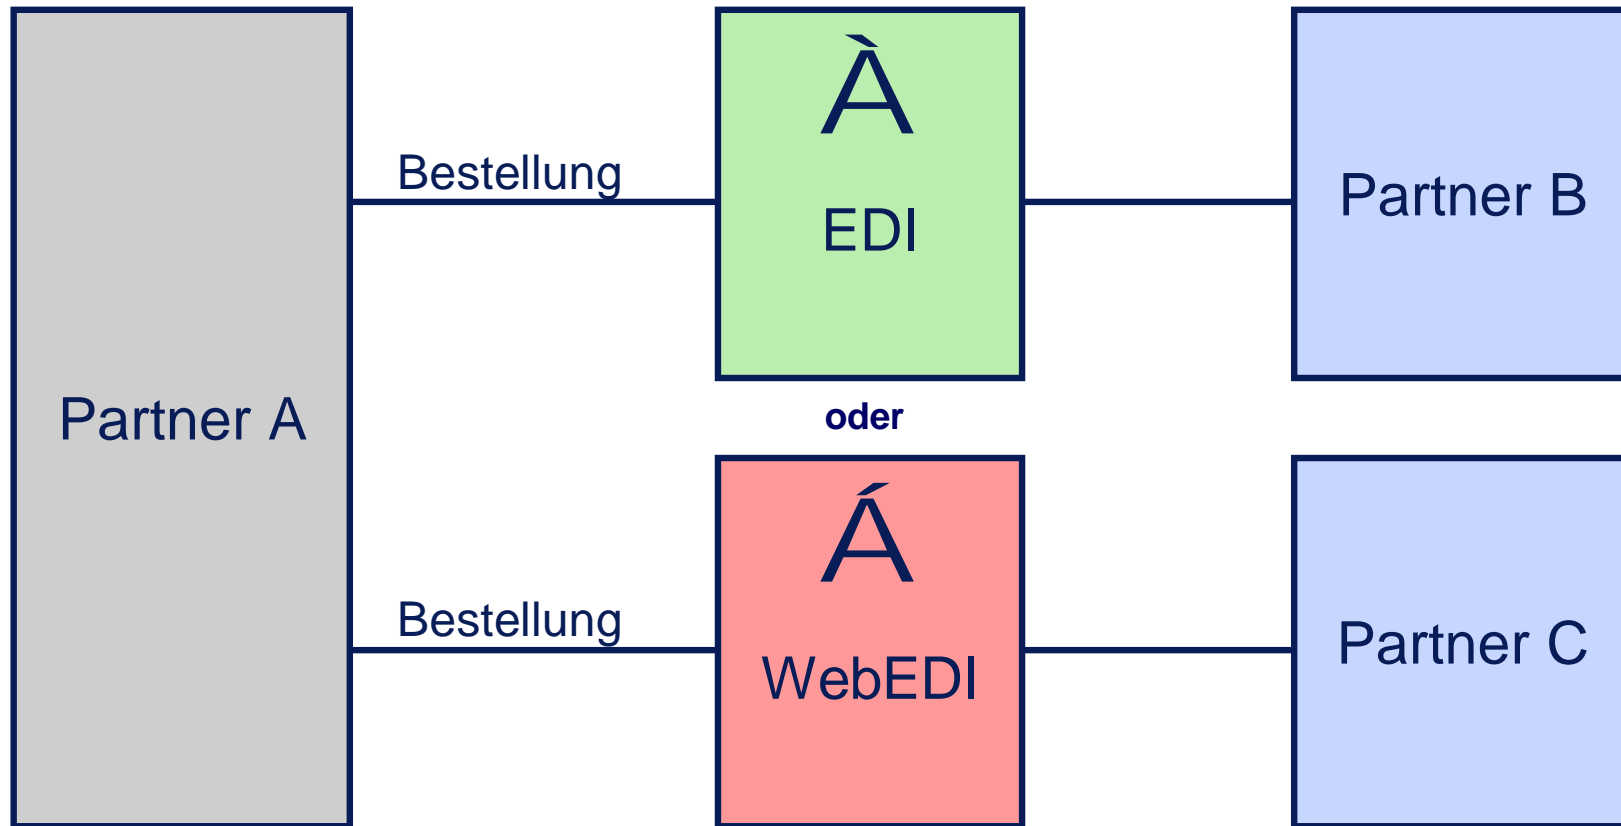 Partner A
Bestellung
À
EDI
Partner B
oder
Bestellung
Á
WebEDI
Partner C